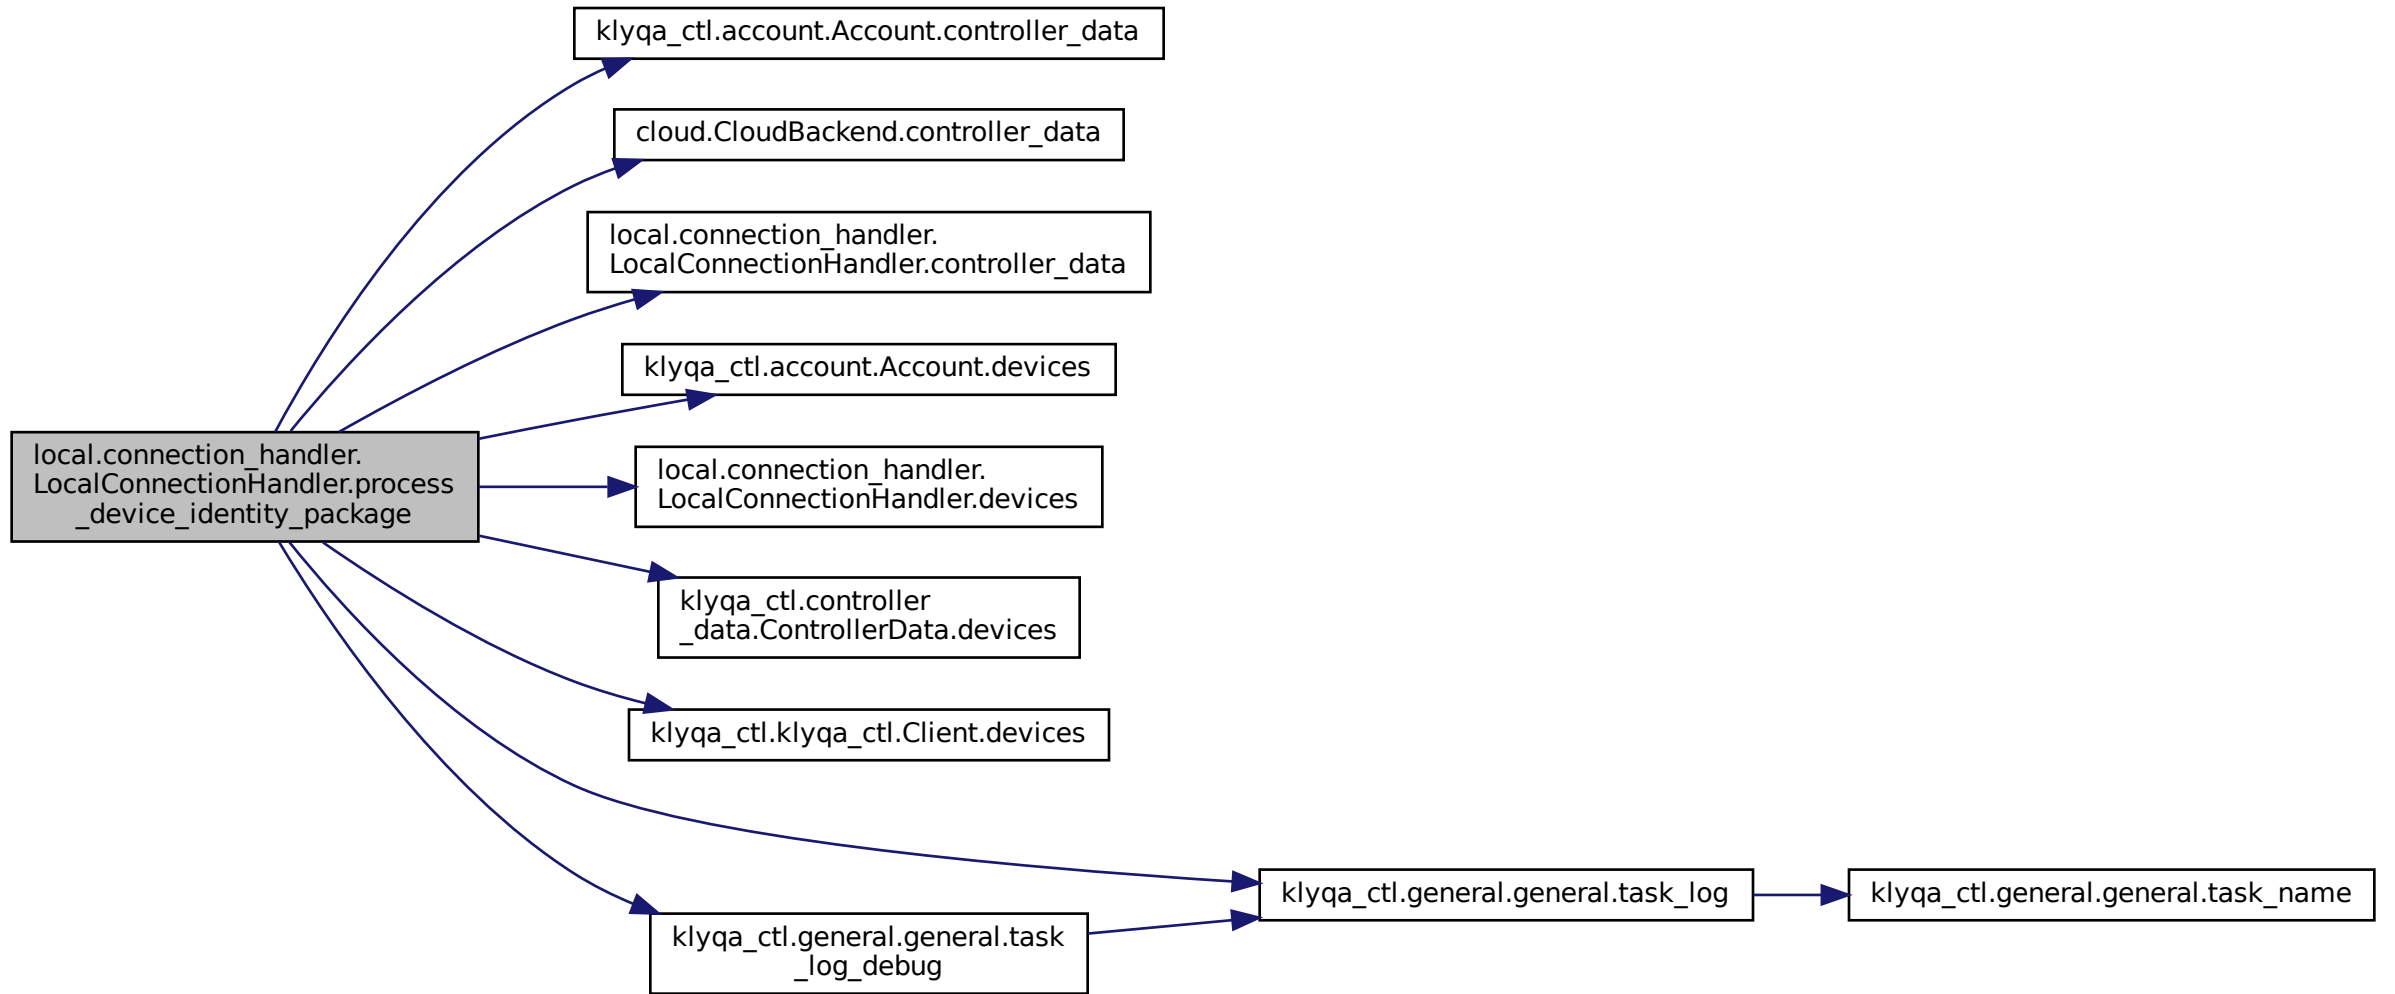 klyqa_ctl.account.Account.controller_data
cloud.CloudBackend.controller_data
local.connection_handler.
LocalConnectionHandler.controller_data
klyqa_ctl.account.Account.devices
local.connection_handler.
LocalConnectionHandler.process
_device_identity_package
local.connection_handler.
LocalConnectionHandler.devices
klyqa_ctl.controller
_data.ControllerData.devices
klyqa_ctl.klyqa_ctl.Client.devices
klyqa_ctl.general.general.task_log
klyqa_ctl.general.general.task_name
klyqa_ctl.general.general.task
_log_debug